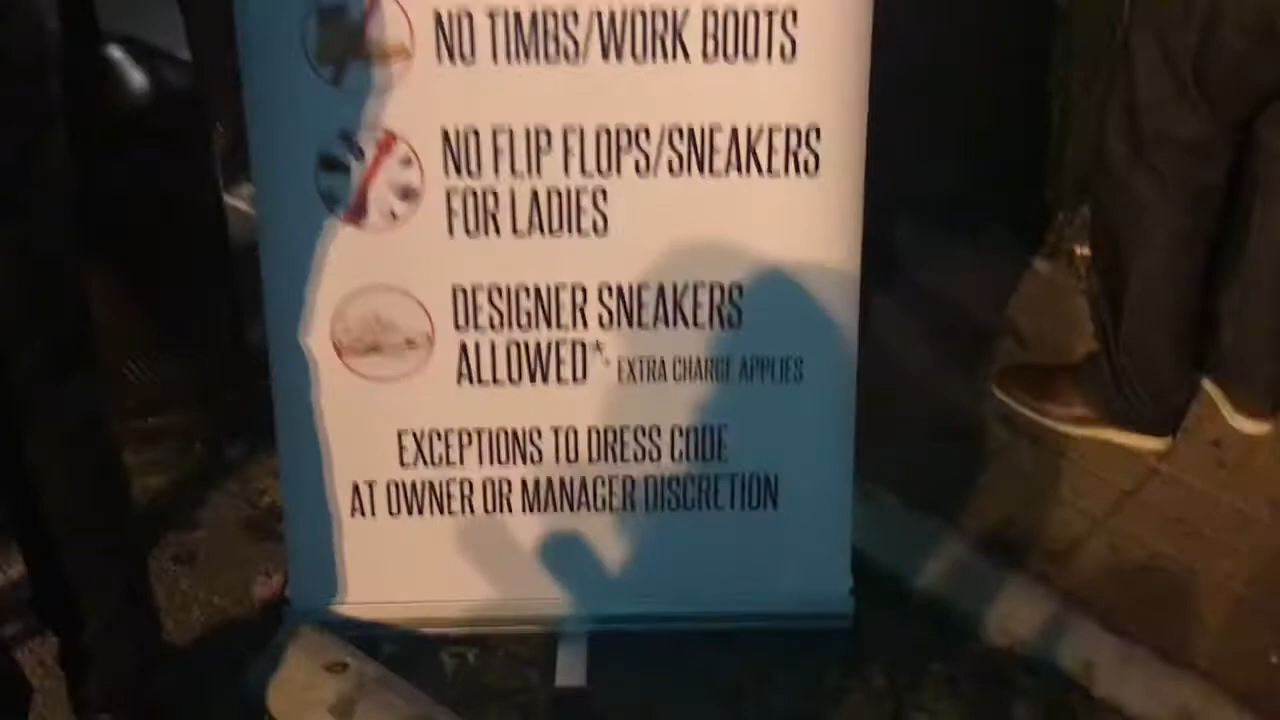 NO TIMBS/WORK BOOTS
NO FLIP FLOPS/SNEAKERS
FOR LADIES
DESIGNER SNEAKERS
ALLOWED* EXTRA CHARGE APPLIES
EXCEPTIONS TO DRESS CODE
AT OWNER OR MANAGER DISCRETION